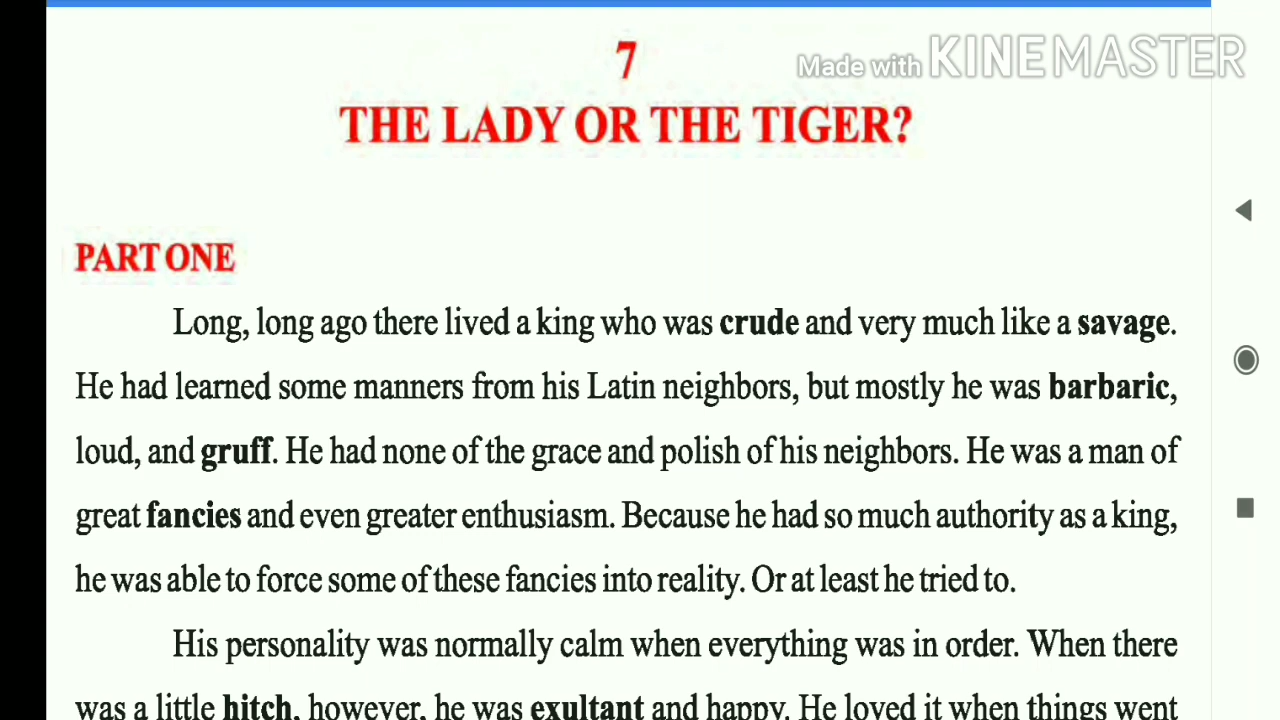 7
Made with KINEMASTER
THE LADY OR THE TIGER?
PART ONE
Long, long ago there lived a king who was crude and very much like a savage.
He had learned some manners from his Latin neighbors, but mostly he was barbaric,
loud, and gruff. He had none of the grace and polish of his neighbors. He was a man of
great fancies and even greater enthusiasm. Because he had so much authority as a king,
he was able to force some of these fancies into reality. Or at least he tried to.
His personality was normally calm when everything was in order. When there
was a little hitch, however, he was exultant and happy. He loved it when things went